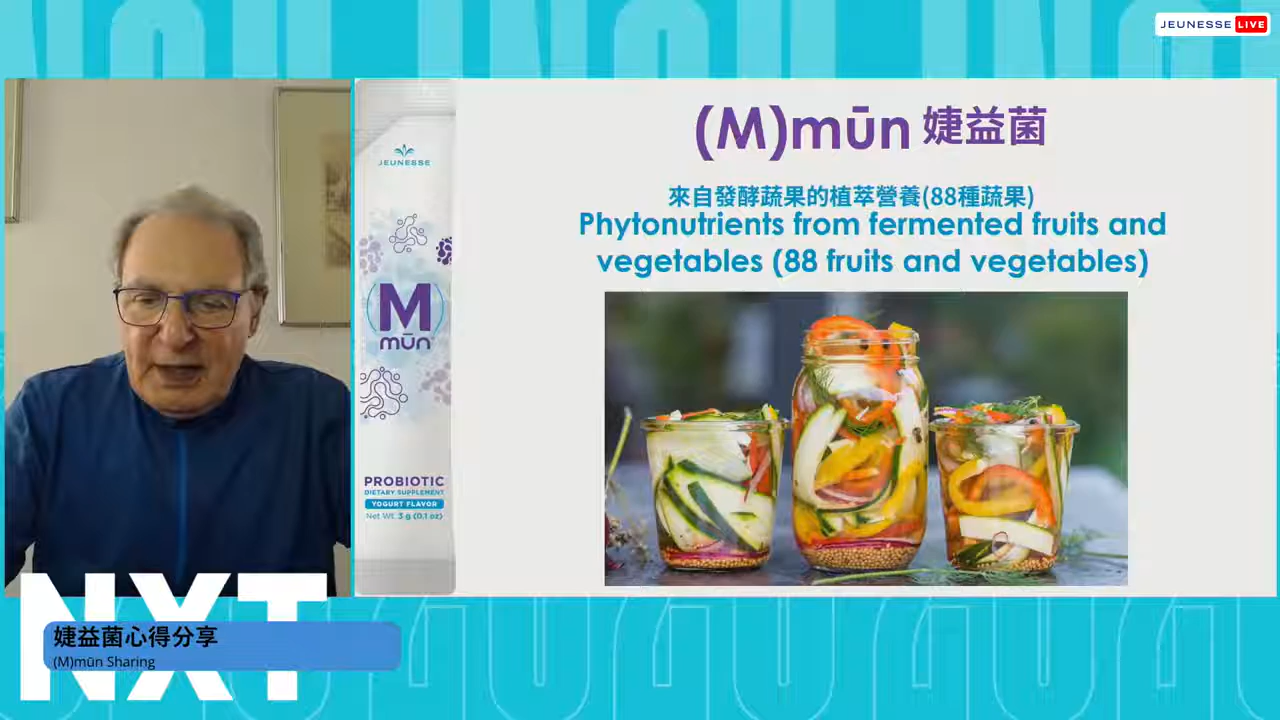 JEUNESSE LIVE
(M)mūn 婕益菌
來自發酵蔬果的植萃營養(88種蔬果)
Phytonutrients from fermented fruits and
vegetables (88 fruits and vegetables)
JEUNESSE
M
mūn
PROBIOTIC
DIETARY SUPPLEMENT
YOGURT FLAVOR
Net Wt. 3 g (0.1 oz)
NXT
婕益菌心得分享
(M)mūn Sharing